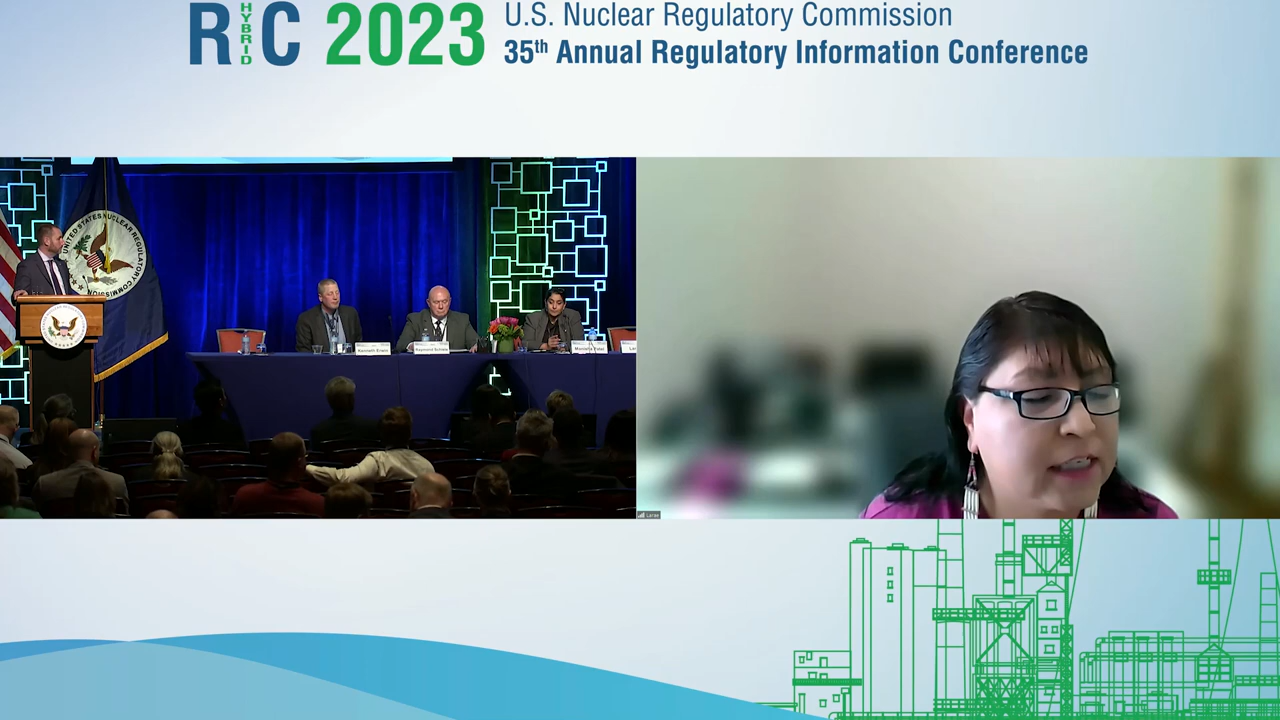 RIC 2023
HYBRID
U.S. Nuclear Regulatory Commission
35th Annual Regulatory Information Conference
UNITED STATES NUCLEAR REGULATORY COMMISSION
Kenneth Evans
Raymond